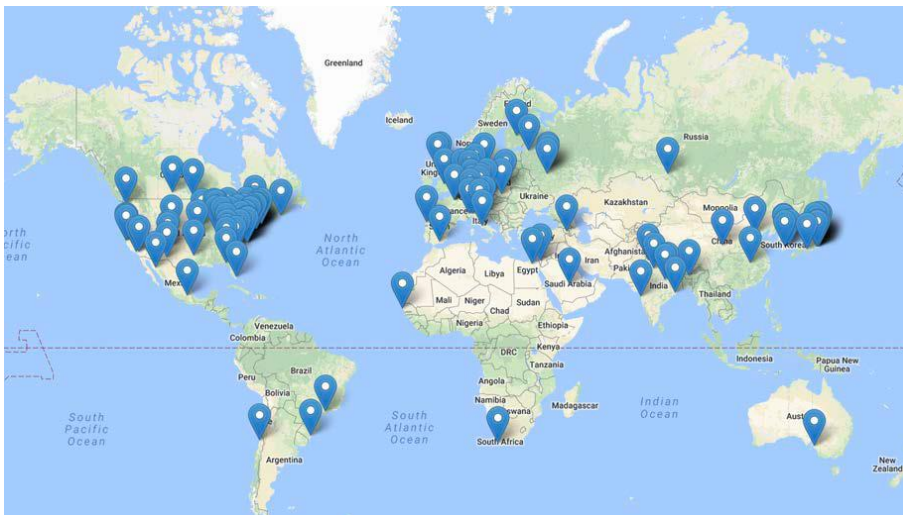 Greenland
Iceland
Sweden
Russia
Ukraine
Kazakhstan
Mongolia
China
South Korea
North
Atlantic
Ocean
Algeria
Libya
Egypt
Saudi Arabia
Iran
Afghanistan
India
Thailand
Mali
Niger
Sudan
Chad
Nigeria
Ethiopia
Venezuela
Colombia
DRC
Kenya
Tanzania
Indonesia
Papua New
Guinea
Peru
Brazil
Bolivia
Angola
Namibia
Madagascar
South
Pacific
Ocean
South
Atlantic
Ocean
Indian
Ocean
South Africa
Argentina
New
Zealand